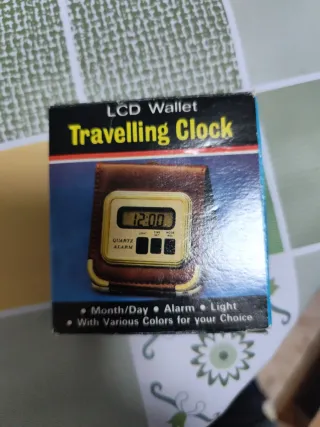 LCD Wallet
Travelling Clock
12:00
QUARTZ
ALARM
• Month/Day • Alarm • Light
• With Various Colors for your Choice